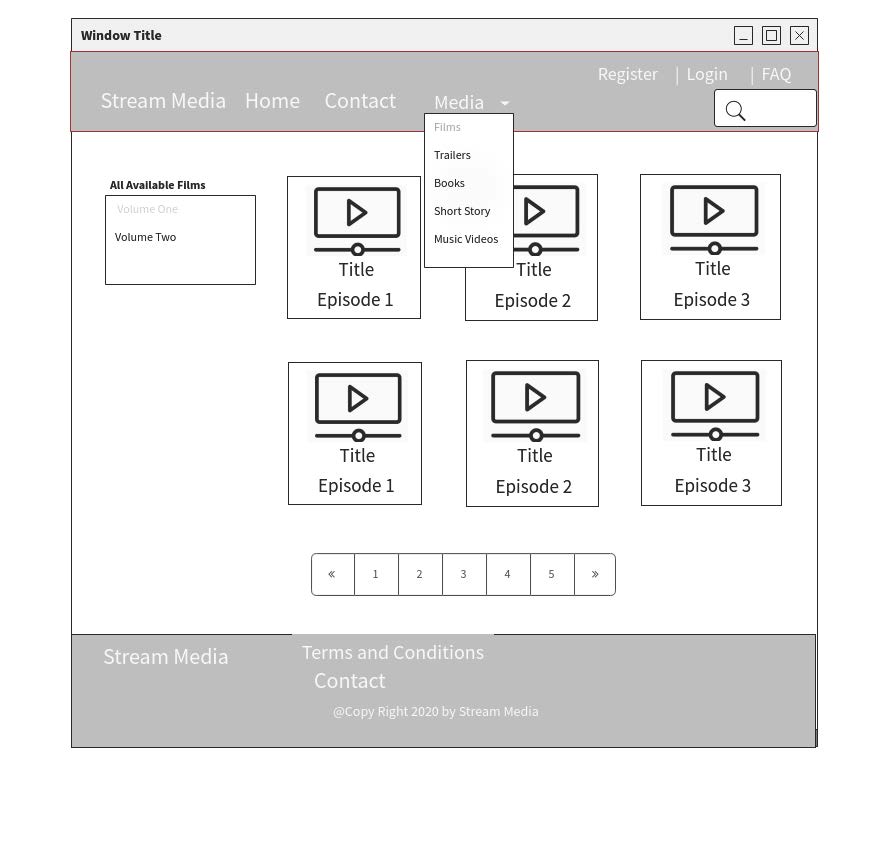 Window Title
Register | Login | FAQ
Stream Media Home Contact Media
Films
Trailers
Books
Short Story
Music Videos
All Available Films
Volume One
Volume Two
Title
Episode 1
Title
Episode 2
Title
Episode 3
Title
Episode 1
Title
Episode 2
Title
Episode 3
« 1 2 3 4 5 »
Stream Media
Terms and Conditions
Contact
@Copy Right 2020 by Stream Media